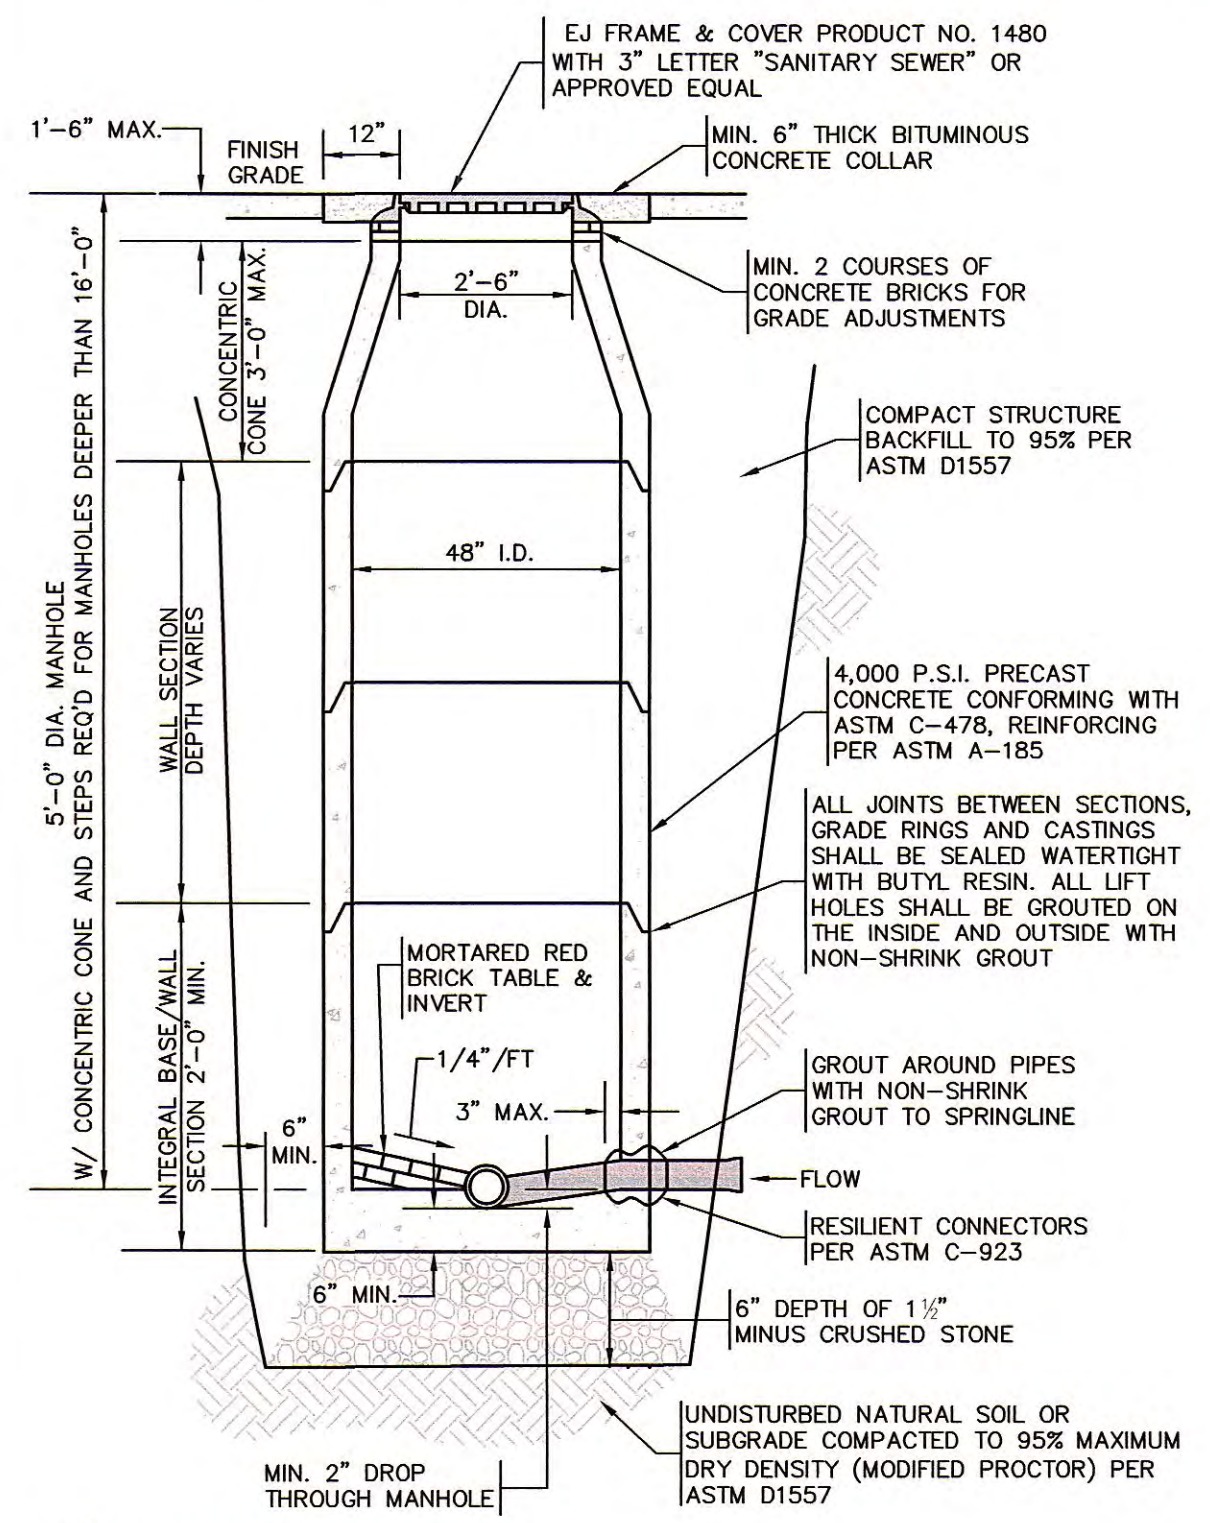 EJ FRAME & COVER PRODUCT NO. 1480
WITH 3" LETTER "SANITARY SEWER" OR
APPROVED EQUAL
1'-6" MAX.
FINISH
GRADE
12"
MIN. 6" THICK BITUMINOUS
CONCRETE COLLAR
2'-6"
DIA.
MIN. 2 COURSES OF
CONCRETE BRICKS FOR
GRADE ADJUSTMENTS
CONCENTRIC
CONE 3'-0" MAX.
COMPACT STRUCTURE
BACKFILL TO 95% PER
ASTM D1557
48" I.D.
5'-0" DIA. MANHOLE
W/ CONCENTRIC CONE AND STEPS REQ'D FOR MANHOLES DEEPER THAN 16'-0"
WALL SECTION
DEPTH VARIES
4,000 P.S.I. PRECAST
CONCRETE CONFORMING WITH
ASTM C-478, REINFORCING
PER ASTM A-185
ALL JOINTS BETWEEN SECTIONS,
GRADE RINGS AND CASTINGS
SHALL BE SEALED WATERTIGHT
WITH BUTYL RESIN. ALL LIFT
HOLES SHALL BE GROUTED ON
THE INSIDE AND OUTSIDE WITH
NON-SHRINK GROUT
INTEGRAL BASE/WALL
SECTION 2'-0" MIN.
MORTARED RED
BRICK TABLE &
INVERT
1/4"/FT
3" MAX.
6"
MIN.
GROUT AROUND PIPES
WITH NON-SHRINK
GROUT TO SPRINGLINE
FLOW
RESILIENT CONNECTORS
PER ASTM C-923
6" MIN.
6" DEPTH OF 1½"
MINUS CRUSHED STONE
MIN. 2" DROP
THROUGH MANHOLE
UNDISTURBED NATURAL SOIL OR
SUBGRADE COMPACTED TO 95% MAXIMUM
DRY DENSITY (MODIFIED PROCTOR) PER
ASTM D1557